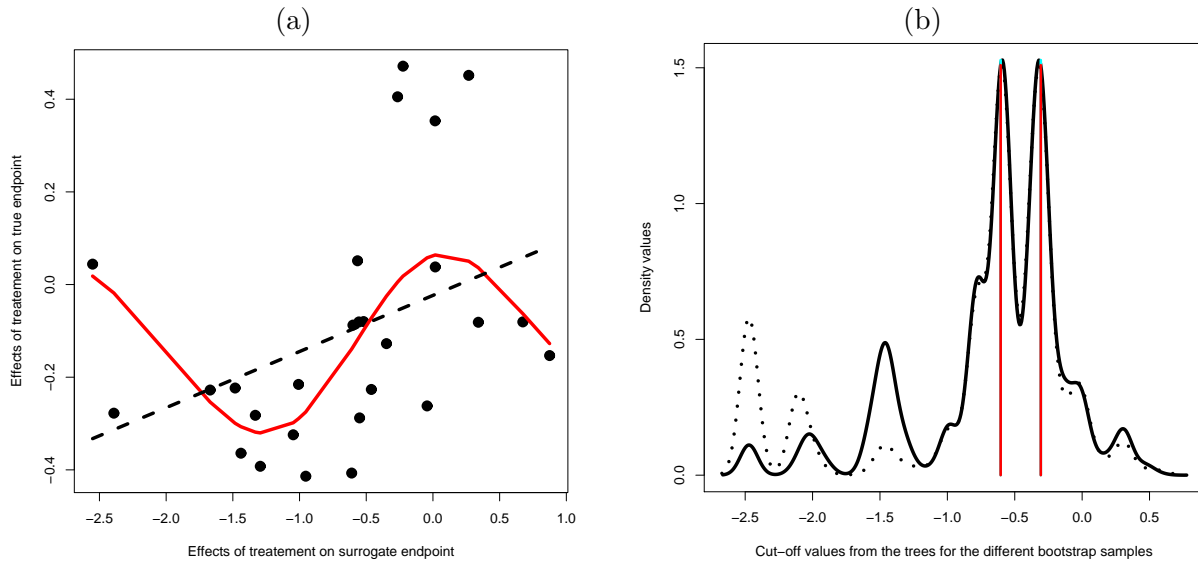 (a)
Effects of treatement on true endpoint
0.4
0.2
0.0
−0.2
−0.4
−2.5 −2.0 −1.5 −1.0 −0.5 0.0 0.5 1.0
Effects of treatement on surrogate endpoint
(b)
Density values
1.5
1.0
0.5
0.0
−2.5 −2.0 −1.5 −1.0 −0.5 0.0 0.5
Cut−off values from the trees for the different bootstrap samples